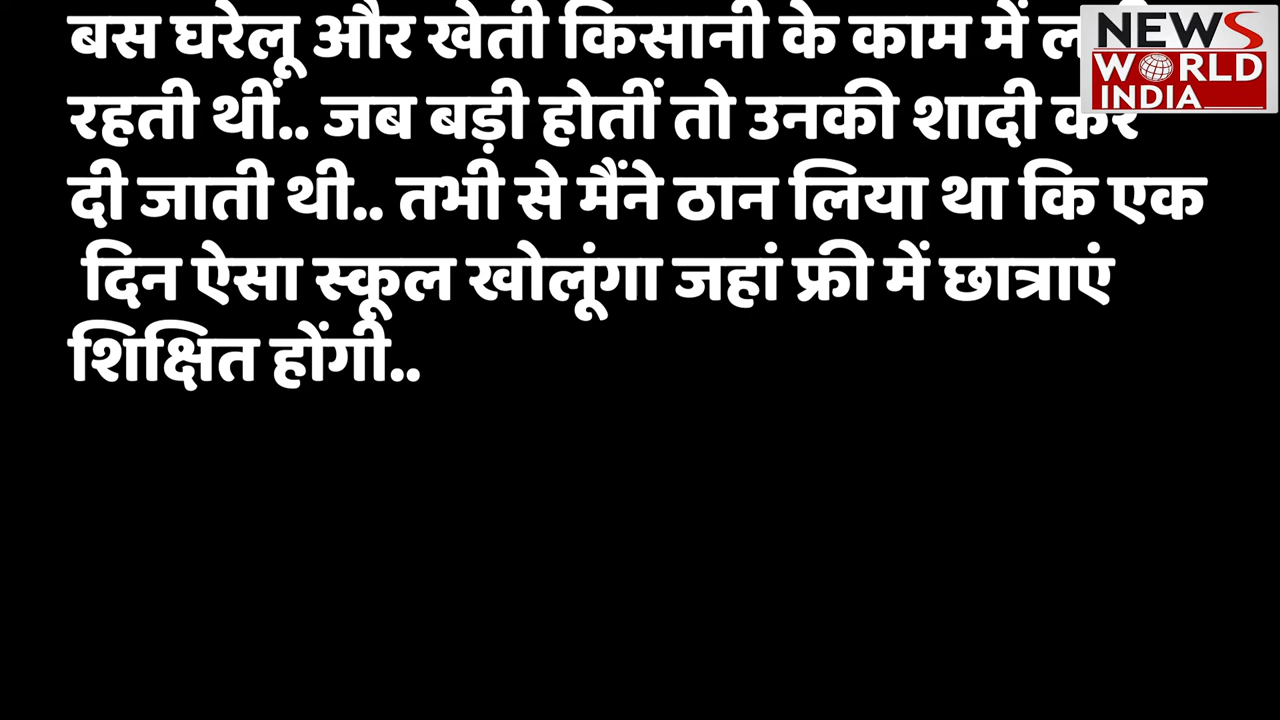 बस घरेलू और खेती किसानी के काम में
रहती थीं.. जब बड़ी होतीं तो उनकी शादी कर
दी जाती थी.. तभी से मैंने ठान लिया था कि एक
दिन ऐसा स्कूल खोलूंगा जहां फ्री में छात्राएं
शिक्षित होंगी..
NEWS
WORLD
INDIA